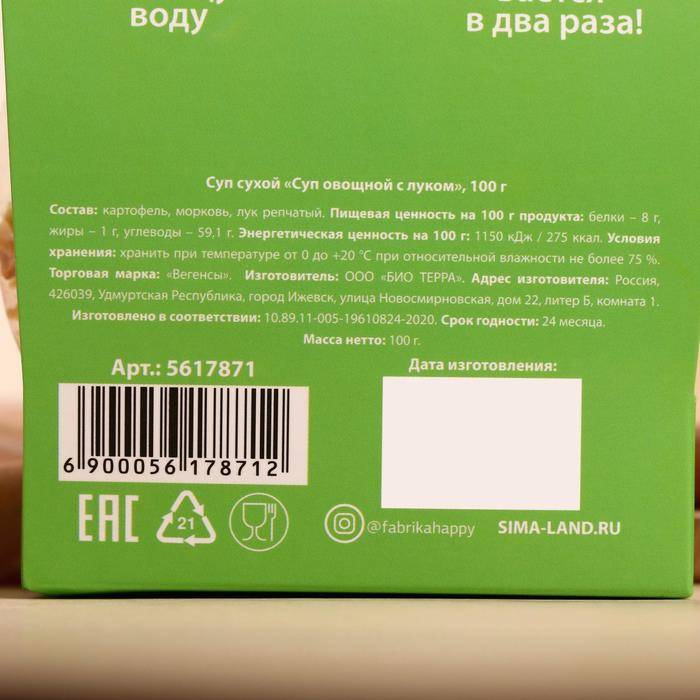 воду
в два раза!
Суп сухой «Суп овощной с луком», 100 г
Состав: картофель, морковь, лук репчатый. Пищевая ценность на 100 г продукта: белки – 8 г,
жиры – 1 г, углеводы – 59,1 г. Энергетическая ценность на 100 г: 1150 кДж / 275 ккал. Условия
хранения: хранить при температуре от 0 до +20 °С при относительной влажности не более 75 %.
Торговая марка: «Вегенсы». Изготовитель: ООО «БИО ТЕРРА». Адрес изготовителя: Россия,
426039, Удмуртская Республика, город Ижевск, улица Новосмирновская, дом 22, литер Б, комната 1.
Изготовлено в соответствии: 10.89.11-005-19610824-2020. Срок годности: 24 месяца.
Масса нетто: 100 г.
Арт.: 5617871
Дата изготовления:
6 900056 178712
EAC
21
@fabrikahappy
SIMA-LAND.RU